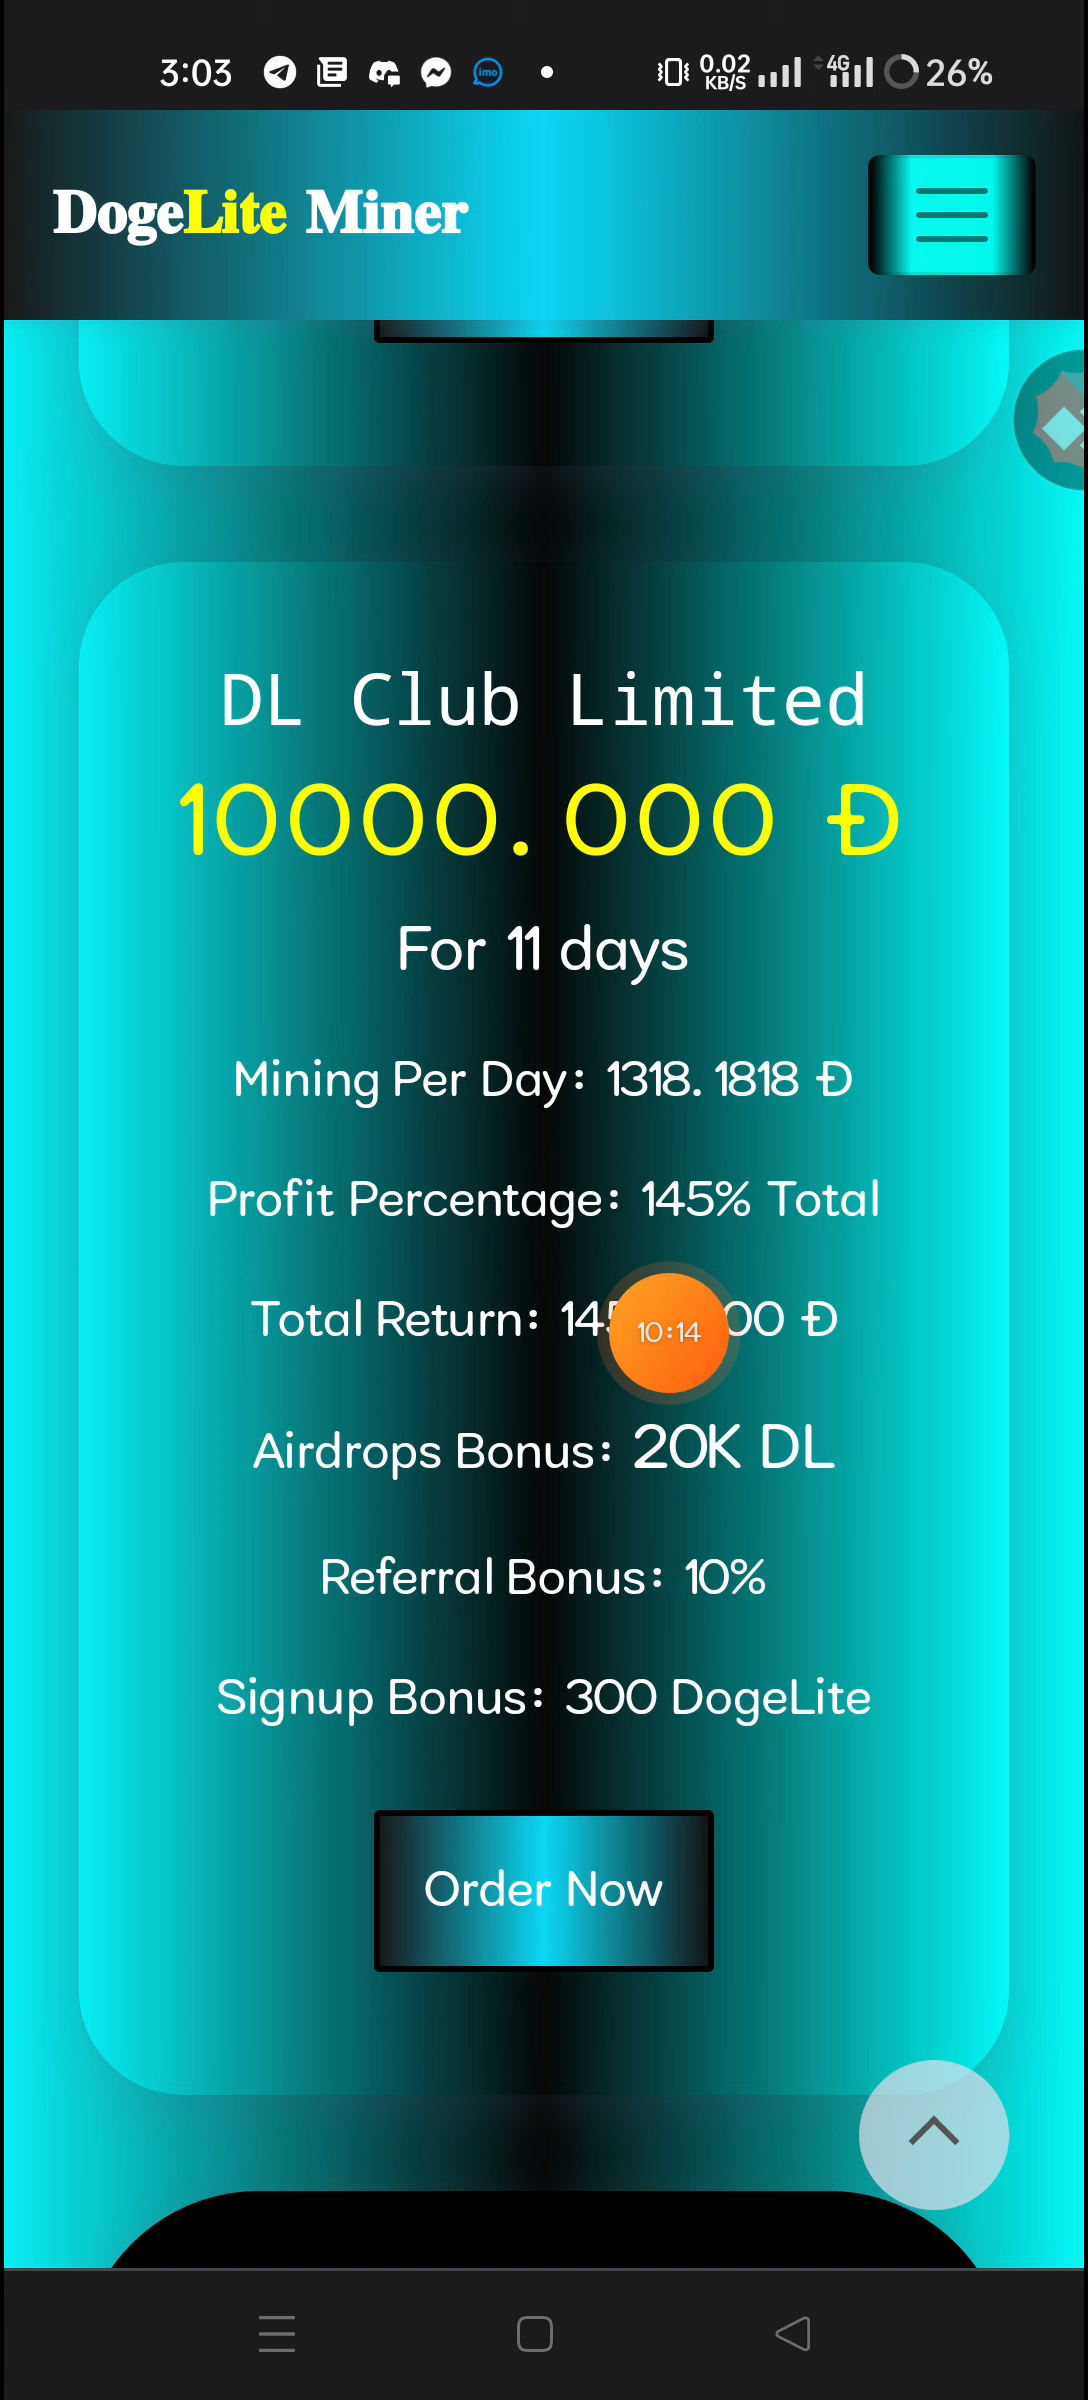 3:03 imo 0.02 KB/S 4G 26%
DogeLite Miner
DL Club Limited
10000.000 Đ
For 11 days
Mining Per Day: 1318.1818 Đ
Profit Percentage: 145% Total
Total Return: Đ
10:14
Airdrops Bonus: 20K DL
Referral Bonus: 10%
Signup Bonus: 300 DogeLite
Order Now